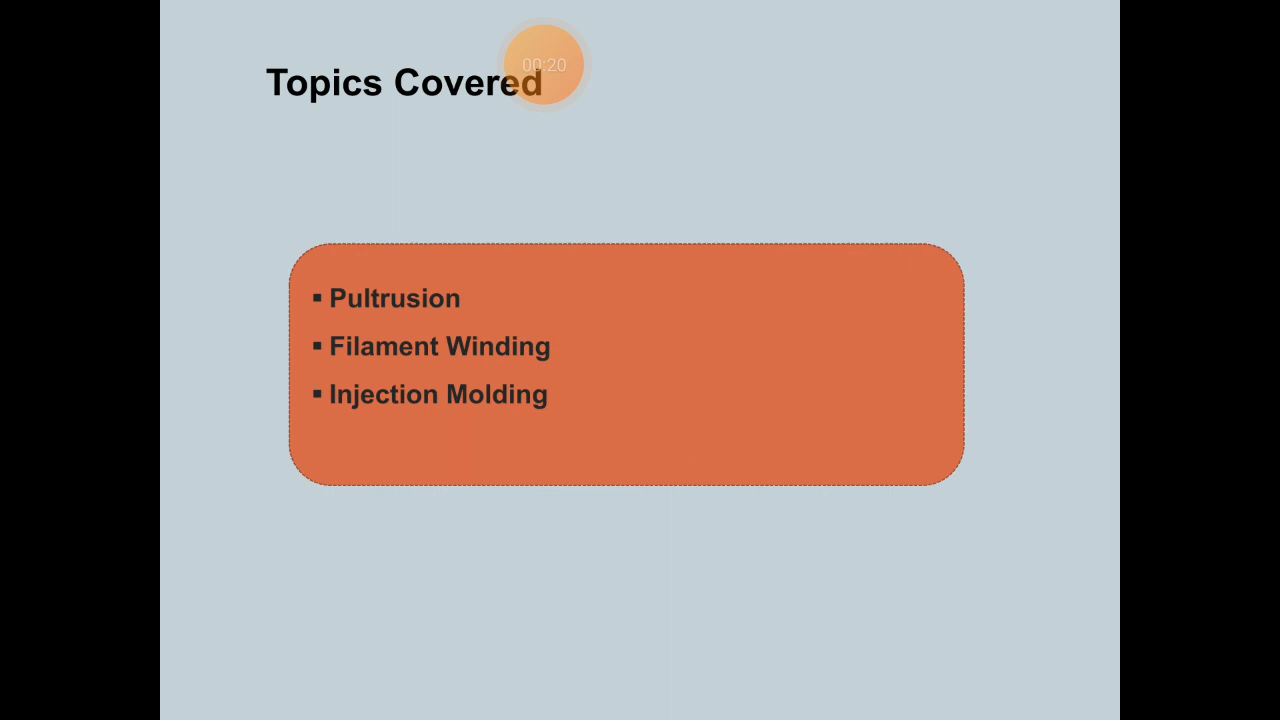 Topics Covered
00:20
▪ Pultrusion
▪ Filament Winding
▪ Injection Molding